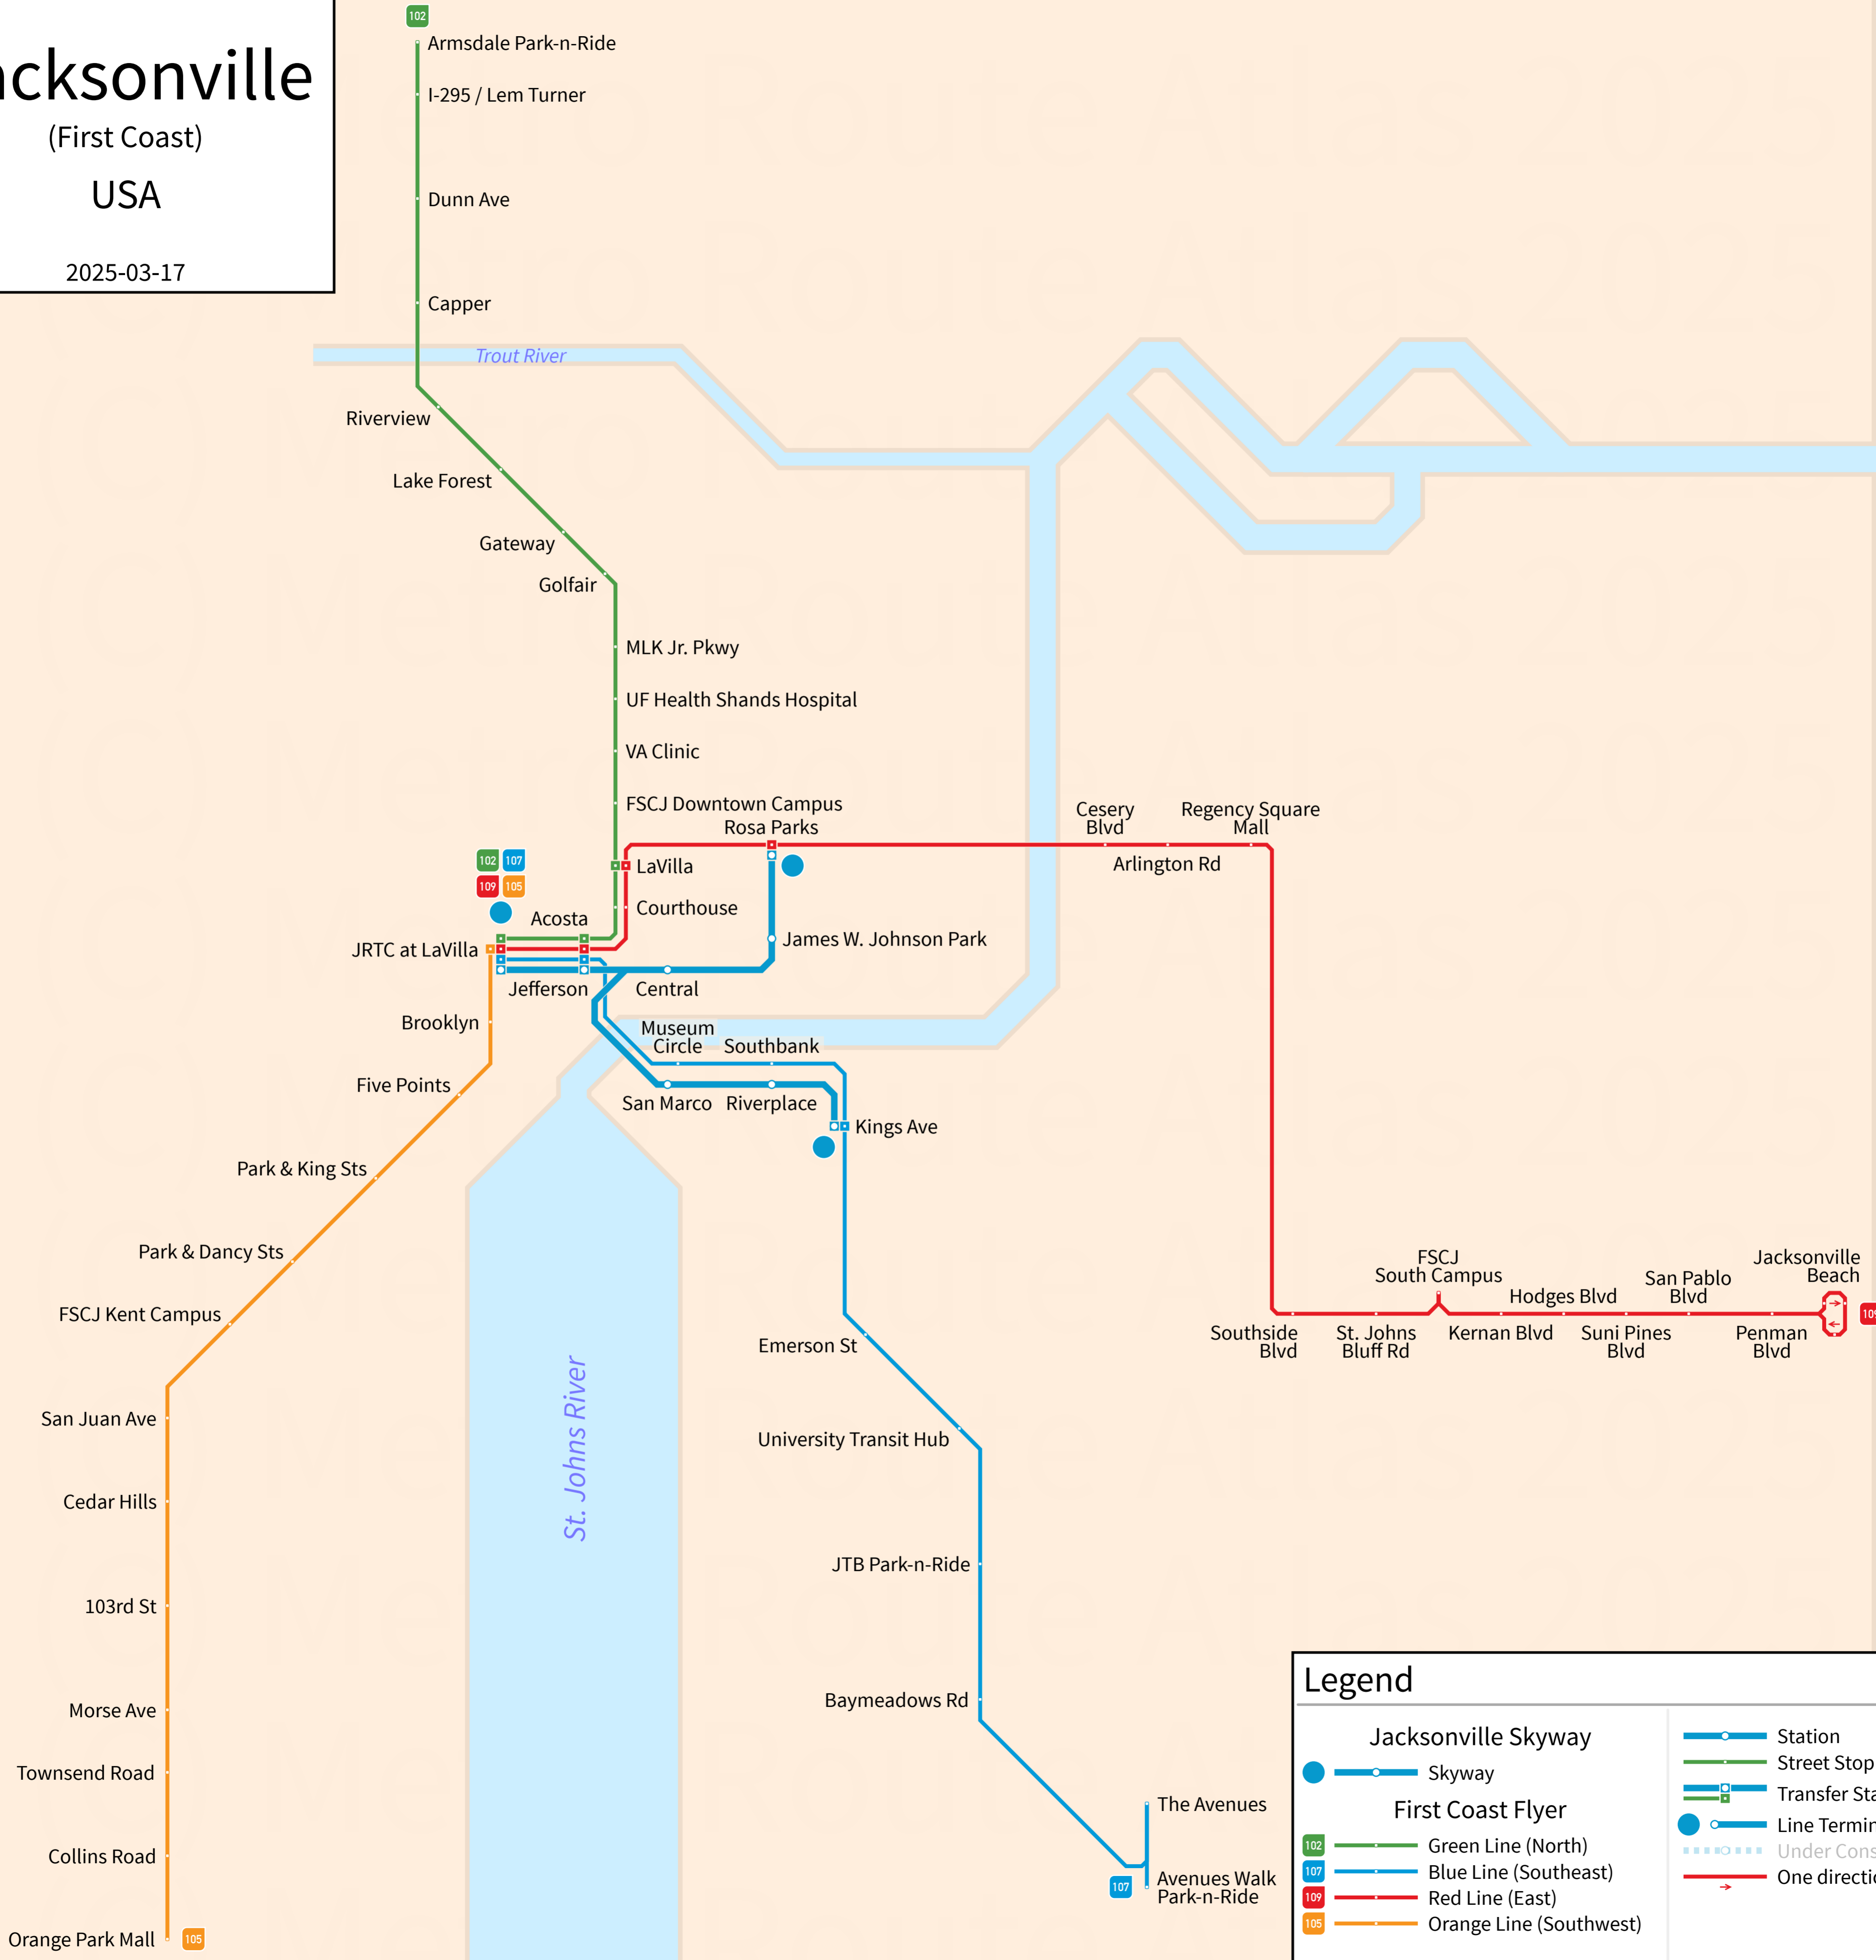 cksonville
(First Coast)
USA
2025-03-17
102
Armsdale Park-n-Ride
I-295 / Lem Turner
Dunn Ave
Capper
Trout River
Riverview
Lake Forest
Gateway
Golfair
MLK Jr. Pkwy
UF Health Shands Hospital
VA Clinic
FSCJ Downtown Campus
Rosa Parks
Cesery
Blvd
Regency Square
Mall
Arlington Rd
102 107
109 105
LaVilla
Courthouse
Acosta
JRTC at LaVilla
James W. Johnson Park
Jefferson
Central
Brooklyn
Museum
Circle
Southbank
Five Points
San Marco
Riverplace
Kings Ave
Park & King Sts
Park & Dancy Sts
FSCJ Kent Campus
FSCJ
South Campus
Hodges Blvd
San Pablo
Blvd
Jacksonville
Beach
109
Southside
Blvd
St. Johns
Bluff Rd
Kernan Blvd
Suni Pines
Blvd
Penman
Blvd
Emerson St
St. Johns River
San Juan Ave
University Transit Hub
Cedar Hills
JTB Park-n-Ride
103rd St
Baymeadows Rd
Morse Ave
Townsend Road
The Avenues
Collins Road
107
Avenues Walk
Park-n-Ride
Orange Park Mall
105
Legend
Jacksonville Skyway
Skyway
First Coast Flyer
102 Green Line (North)
107 Blue Line (Southeast)
109 Red Line (East)
105 Orange Line (Southwest)
Station
Street Stop
Transfer Sta
Line Termin
Under Cons
One directio